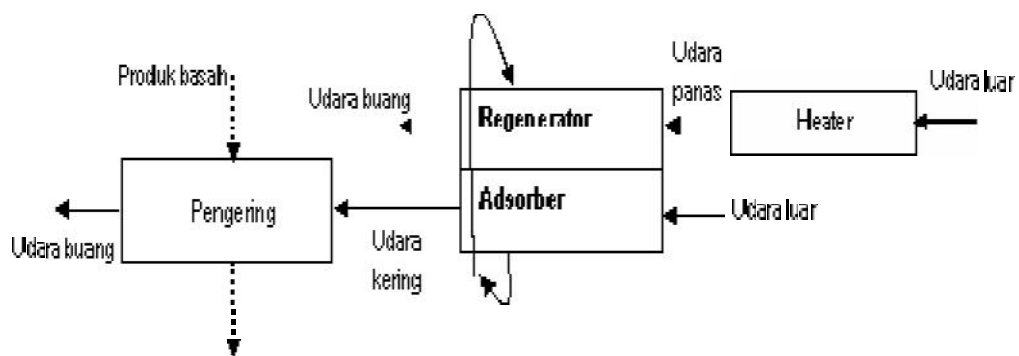 Produk basah
Udara buang
Udara
panas
Udara luar
Regenerator
Heater
Adsorber
Pengering
Udara luar
Udara buang
Udara
kering